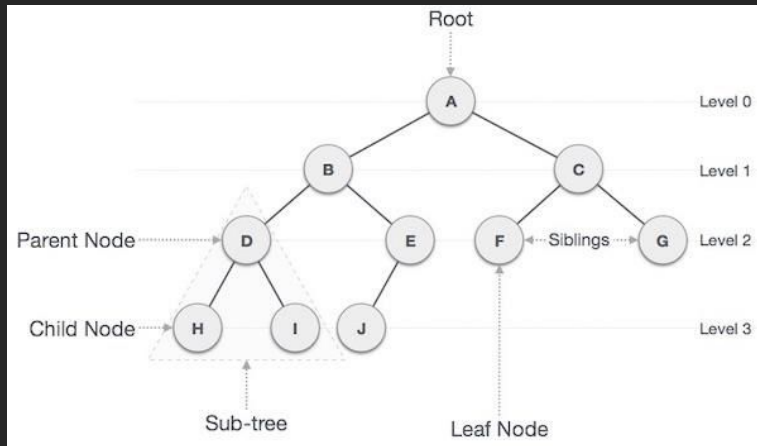 Root
A
Level 0
B
C
Level 1
Parent Node
D
E
F
Siblings
G
Level 2
Child Node
H
I
J
Level 3
Sub-tree
Leaf Node